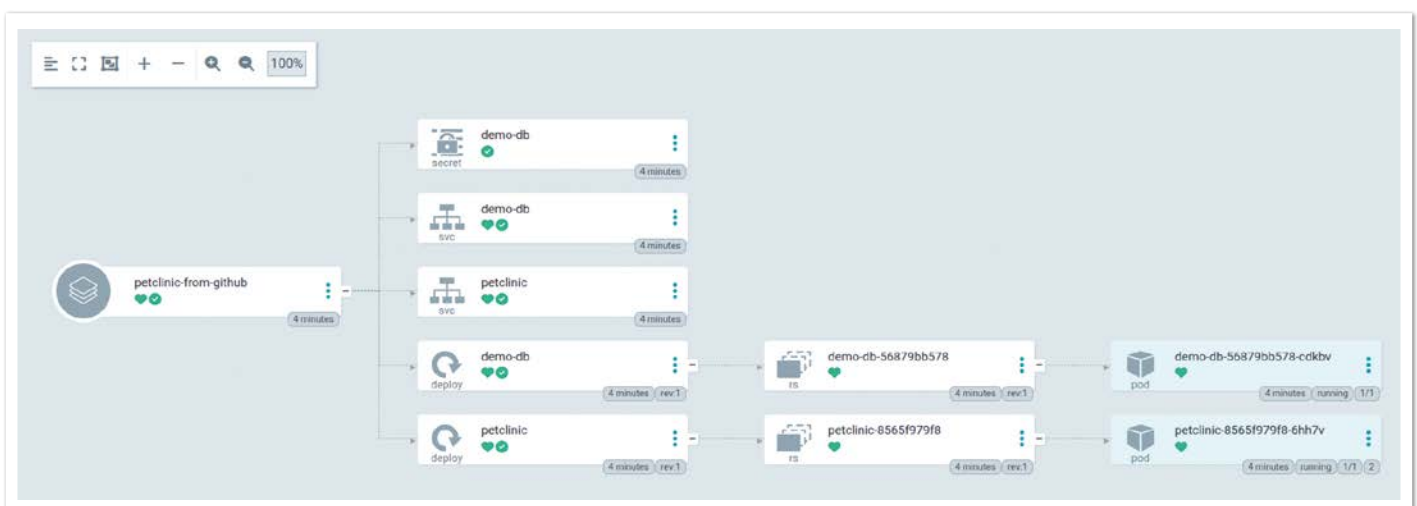 100%
demo-db
secret
4 minutes
demo-db
svc
4 minutes
petclinic-from-github
4 minutes
petclinic
svc
4 minutes
demo-db
deploy
4 minutes rev:1
demo-db-56879bb578
rs
4 minutes rev:1
demo-db-56879bb578-cdkbv
pod
4 minutes running 1/1
petclinic
deploy
4 minutes rev:1
petclinic-8565f979f8
rs
4 minutes rev:1
petclinic-8565f979f8-6hh7v
pod
4 minutes running 1/1 2